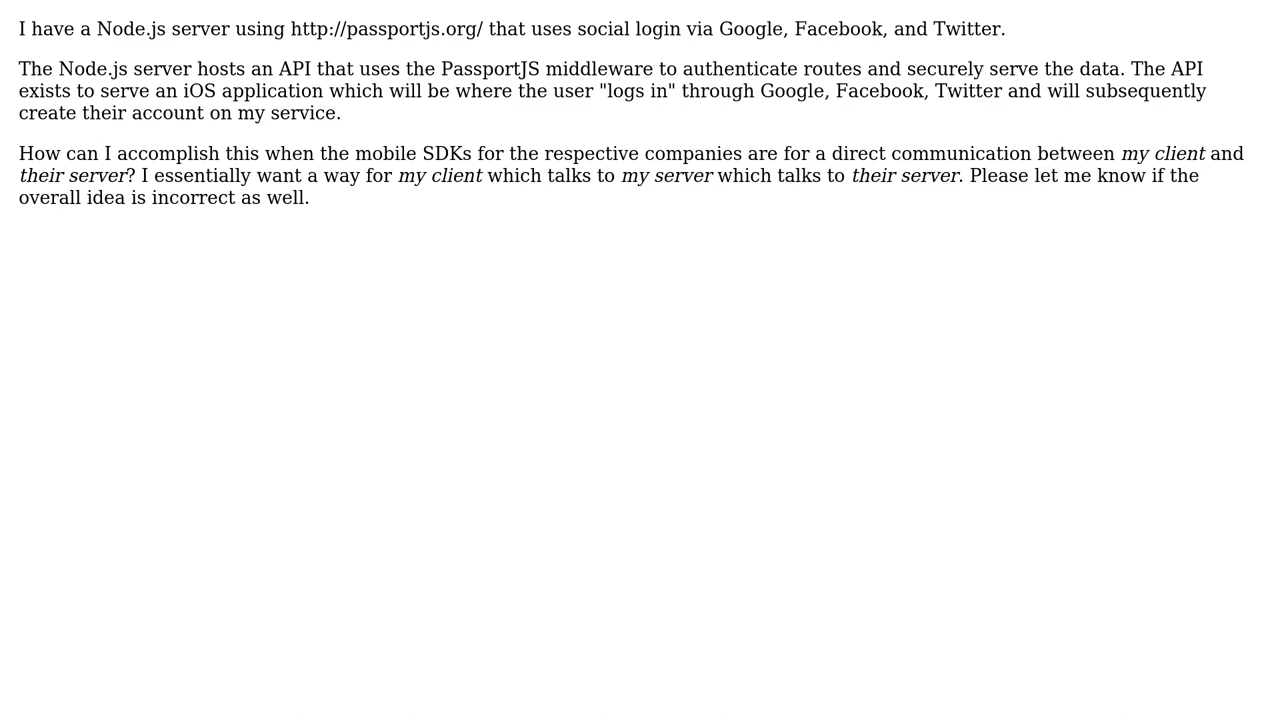 I have a Node.js server using http://passportjs.org/ that uses social login via Google, Facebook, and Twitter.
The Node.js server hosts an API that uses the PassportJS middleware to authenticate routes and securely serve the data. The API
exists to serve an iOS application which will be where the user "logs in" through Google, Facebook, Twitter and will subsequently
create their account on my service.
How can I accomplish this when the mobile SDKs for the respective companies are for a direct communication between my client and
their server? I essentially want a way for my client which talks to my server which talks to their server. Please let me know if the
overall idea is incorrect as well.